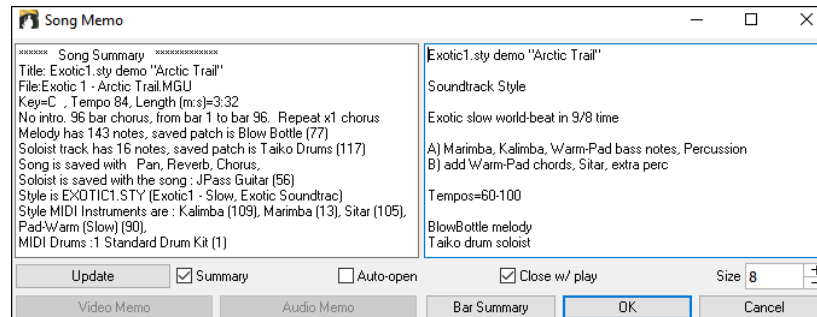 Song Memo
****** Song Summary *************
Title: Exotic1.sty demo "Arctic Trail"
File:Exotic 1 - Arctic Trail.MGU
Key=C , Tempo 84, Length (m:s)=3:32
No intro. 96 bar chorus, from bar 1 to bar 96. Repeat x1 chorus
Melody has 143 notes, saved patch is Blow Bottle (77)
Soloist track has 16 notes, saved patch is Taiko Drums (117)
Song is saved with Pan, Reverb, Chorus,
Soloist is saved with the song : JPass Guitar (56)
Style is EXOTIC1.STY (Exotic1 - Slow, Exotic Soundtrac)
Style MIDI Instruments are : Kalimba (109), Marimba (13), Sitar (105),
Pad-Warm (Slow) (90),
MIDI Drums :1 Standard Drum Kit (1)
Exotic1.sty demo "Arctic Trail"
Soundtrack Style
Exotic slow world-beat in 9/8 time
A) Marimba, Kalimba, Warm-Pad bass notes, Percussion
B) add Warm-Pad chords, Sitar, extra perc
Tempos=60-100
BlowBottle melody
Taiko drum soloist
Update Summary Auto-open Close w/ play Size 8
Video Memo Audio Memo Bar Summary OK Cancel